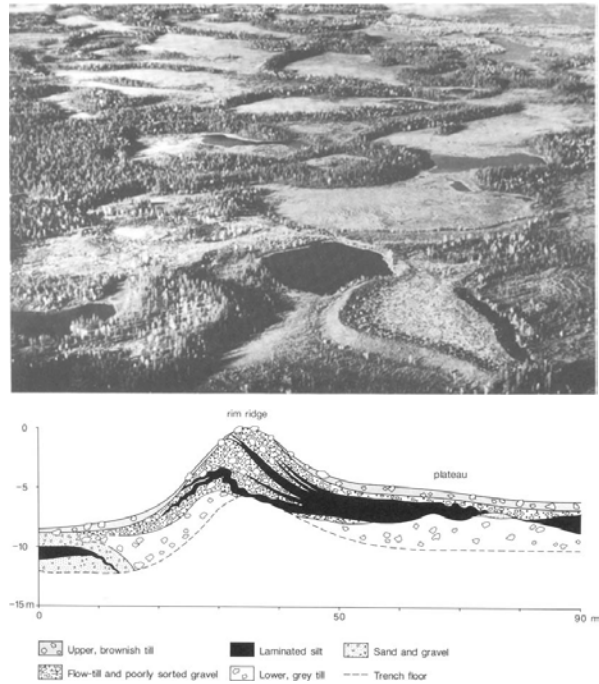 rim ridge
0
plateau
-5
-10
-15 m
0 50 90 m
Upper, brownish till Laminated silt Sand and gravel
Flow-till and poorly sorted gravel Lower, grey till Trench floor